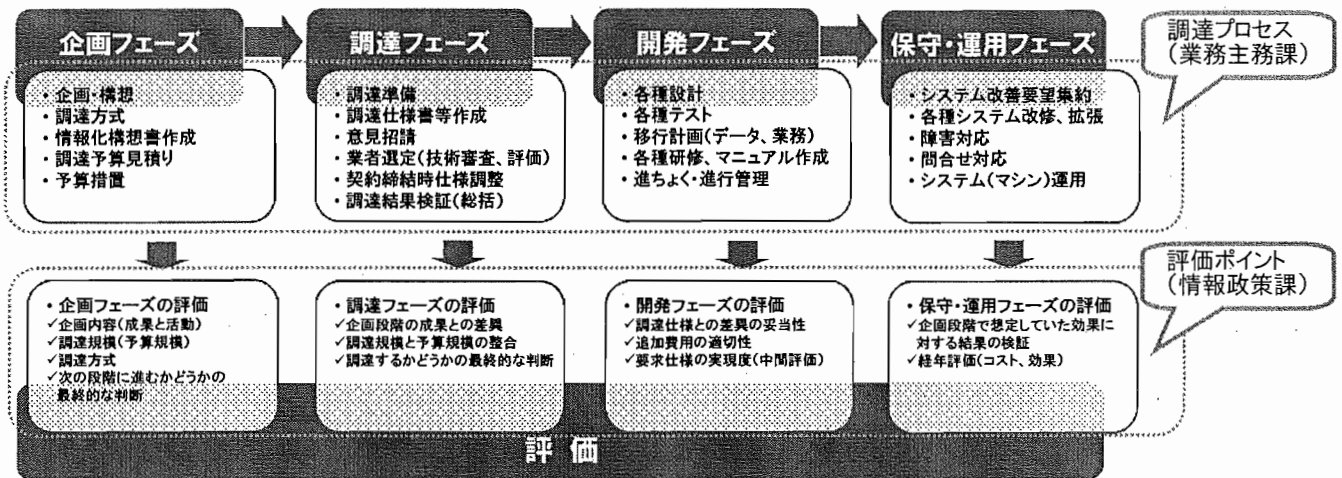 企画フェーズ
調達フェーズ
開発フェーズ
保守・運用フェーズ
調達プロセス
(業務主務課)
・企画・構想
・調達方式
・情報化構想書作成
・調達予算見積り
・予算措置
・調達準備
・調達仕様書等作成
・意見招請
・業者選定(技術審査、評価)
・契約締結時仕様調整
・調達結果検証(総括)
・各種設計
・各種テスト
・移行計画(データ、業務)
・各種研修、マニュアル作成
・進ちょく・進行管理
・システム改善要望集約
・各種システム改修、拡張
・障害対応
・問合せ対応
・システム(マシン)運用
評価ポイント
(情報政策課)
・企画フェーズの評価
✓企画内容(成果と活動)
✓調達規模(予算規模)
✓調達方式
✓次の段階に進むかどうかの
最終的な判断
・調達フェーズの評価
✓企画段階の成果との差異
✓調達規模と予算規模の整合
✓調達するかどうかの最終的な判断
・開発フェーズの評価
✓調達仕様との差異の妥当性
✓追加費用の適切性
✓要求仕様の実現度(中間評価)
・保守・運用フェーズの評価
✓企画段階で想定していた効果に
対する結果の検証
✓経年評価(コスト、効果)
評価